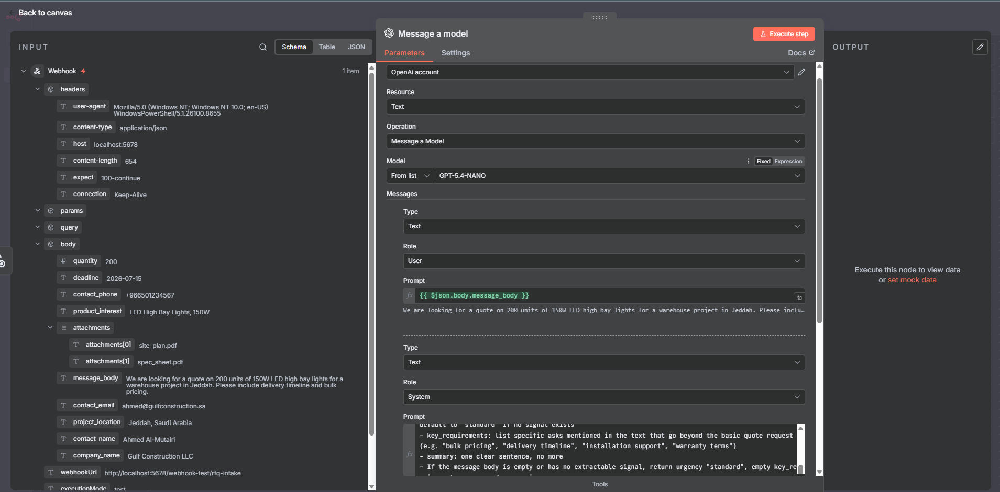 Back to canvas
INPUT
Schema
Table
JSON
Webhook
1 item
headers
user-agent
Mozilla/5.0 (Windows NT; Windows NT 10.0; en-US)
WindowsPowerShell/5.1.26100.8655
content-type
application/json
host
localhost:5678
content-length
654
expect
100-continue
connection
Keep-Alive
params
query
body
quantity
200
deadline
2026-07-15
contact_phone
+966501234567
product_interest
LED High Bay Lights, 150W
attachments
attachments[0]
site_plan.pdf
attachments[1]
spec_sheet.pdf
message_body
We are looking for a quote on 200 units of 150W LED high bay lights for a
warehouse project in Jeddah. Please include delivery timeline and bulk
pricing.
contact_email
ahmed@gulfconstruction.sa
project_location
Jeddah, Saudi Arabia
contact_name
Ahmed Al-Mutairi
company_name
Gulf Construction LLC
webhookUrl
http://localhost:5678/webhook-test/rfq-intake
executionMode
test
Message a model
Execute step
Parameters
Settings
Docs
OpenAi account
Resource
Text
Operation
Message a Model
Model
Fixed
Expression
From list
GPT-5.4-NANO
Messages
Type
Text
Role
User
Prompt
fx
{{ $json.body.message_body }}
We are looking for a quote on 200 units of 150W LED high bay lights for a warehouse project in Jeddah. Please inclu…
Type
Text
Role
System
Prompt
fx
default to "standard" if no signal exists
- key_requirements: list specific asks mentioned in the text that go beyond the basic quote request
(e.g. "bulk pricing", "delivery timeline", "installation support", "warranty terms")
- summary: one clear sentence, no more
- If the message body is empty or has no extractable signal, return urgency "standard", empty key_re
Tools
OUTPUT
Execute this node to view data
or set mock data